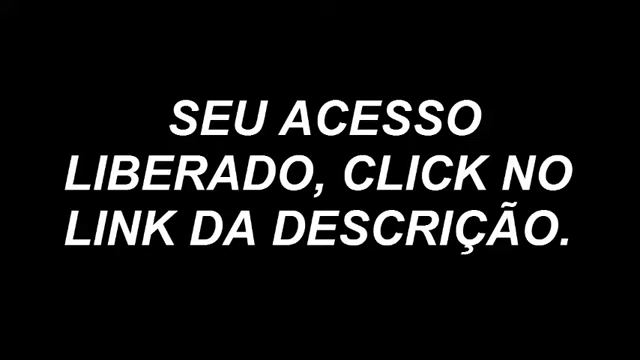 SEU ACESSO
LIBERADO, CLICK NO
LINK DA DESCRIÇÃO.